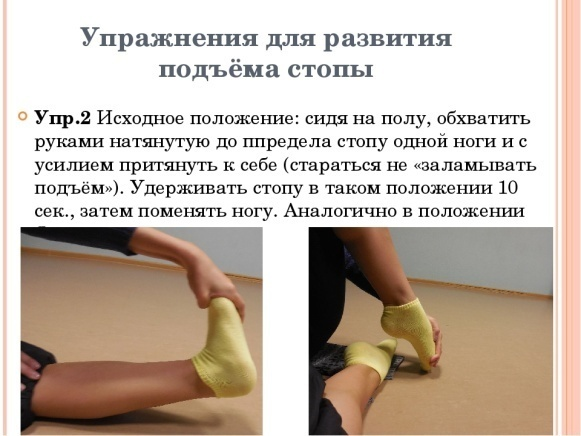 Упражнения для развития
подъёма стопы
Упр.2 Исходное положение: сидя на полу, обхватить
руками натянутую до ппредела стопу одной ноги и с
усилием притянуть к себе (стараться не «заламывать
подъём»). Удерживать стопу в таком положении 10
сек., затем поменять ногу. Аналогично в положении